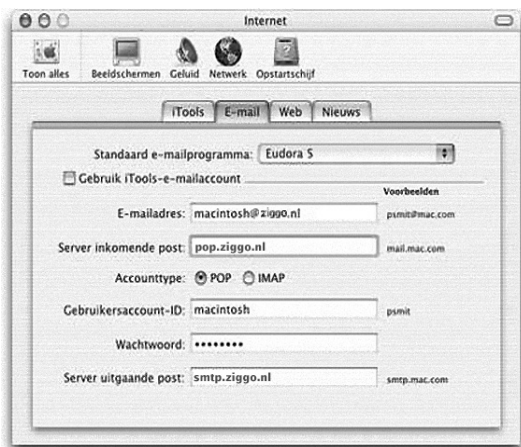 Internet
Toon alles Beeldschermen Geluid Netwerk Opstartschijf
iTools E-mail Web Nieuws
Standaard e-mailprogramma: Eudora 5
Gebruik iTools-e-mailaccount
Voorbeelden
E-mailadres: macintosh@ziggo.nl psmit@mac.com
Server inkomende post: pop.ziggo.nl mail.mac.com
Accounttype: POP IMAP
Gebruikersaccount-ID: macintosh psmit
Wachtwoord: ••••••••
Server uitgaande post: smtp.ziggo.nl smtp.mac.com